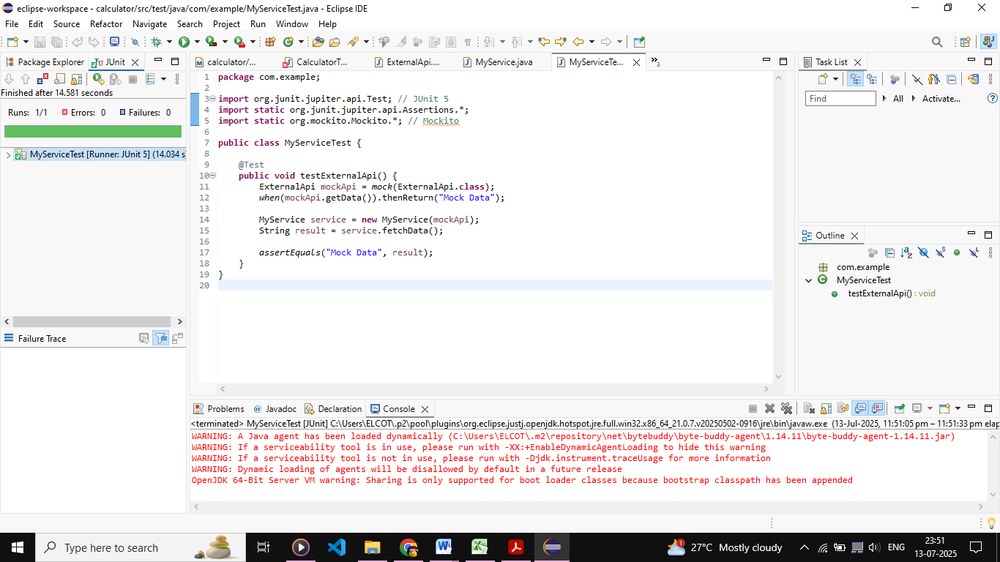 eclipse-workspace - calculator/src/test/java/com/example/MyServiceTest.java - Eclipse IDE
File Edit Source Refactor Navigate Search Project Run Window Help
Package Explorer JUnit
Finished after 14.581 seconds
Runs: 1/1 Errors: 0 Failures: 0
MyServiceTest [Runner: JUnit 5] (14.034 s
Failure Trace
calculator/... CalculatorT... ExternalApi.... MyService.java MyServiceTe... »3
1 package com.example;
2
3 import org.junit.jupiter.api.Test; // JUnit 5
4 import static org.junit.jupiter.api.Assertions.*;
5 import static org.mockito.Mockito.*; // Mockito
6
7 public class MyServiceTest {
8
9 @Test
10 public void testExternalApi() {
11 ExternalApi mockApi = mock(ExternalApi.class);
12 when(mockApi.getData()).thenReturn("Mock Data");
13
14 MyService service = new MyService(mockApi);
15 String result = service.fetchData();
16
17 assertEquals("Mock Data", result);
18 }
19 }
20
Task List
Find All Activate...
Outline
com.example
MyServiceTest
testExternalApi() : void
Problems Javadoc Declaration Console
<terminated> MyServiceTest [JUnit] C:\Users\ELCOT\.p2\pool\plugins\org.eclipse.justj.openjdk.hotspot.jre.full.win32.x86_64_21.0.7.v20250502-0916\jre\bin\javaw.exe (13-Jul-2025, 11:51:05 pm – 11:51:33 pm elap
WARNING: A Java agent has been loaded dynamically (C:\Users\ELCOT\.m2\repository\net\bytebuddy\byte-buddy-agent\1.14.11\byte-buddy-agent-1.14.11.jar)
WARNING: If a serviceability tool is in use, please run with -XX:+EnableDynamicAgentLoading to hide this warning
WARNING: If a serviceability tool is not in use, please run with -Djdk.instrument.traceUsage for more information
WARNING: Dynamic loading of agents will be disallowed by default in a future release
OpenJDK 64-Bit Server VM warning: Sharing is only supported for boot loader classes because bootstrap classpath has been appended
Type here to search
1
27°C Mostly cloudy
ENG
23:51
13-07-2025